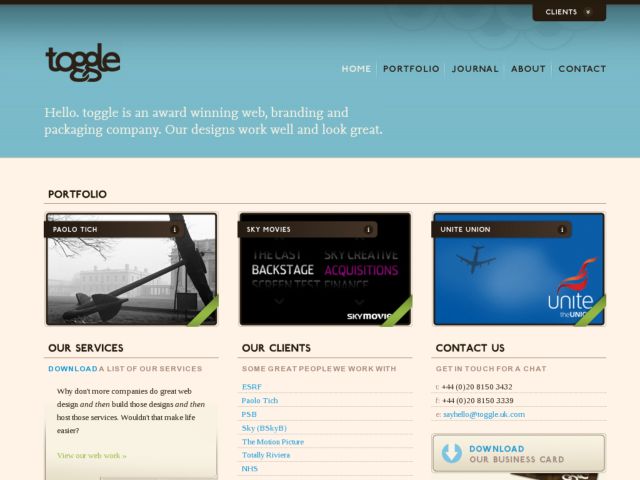 CLIENTS
toggle
HOME PORTFOLIO JOURNAL ABOUT CONTACT
Hello. toggle is an award winning web, branding and
packaging company. Our designs work well and look great.
PORTFOLIO
PAOLO TICH i
SKY MOVIES i
UNITE UNION i
THE LAST SKY CREATIVE
BACKSTAGE ACQUISITIONS
SCREEN TEST FINANCE
SKYMOVIE
unite
the UNION
OUR SERVICES
DOWNLOAD A LIST OF OUR SERVICES
Why don't more companies do great web
design and then build those designs and then
host those services. Wouldn't that make life
easier?
View our web work »
OUR CLIENTS
SOME GREAT PEOPLE WE WORK WITH
ESRF
Paolo Tich
PSB
Sky (BSkyB)
The Motion Picture
Totally Riviera
NHS
CONTACT US
GET IN TOUCH FOR A CHAT
t: +44 (0)20 8150 3432
f: +44 (0)20 8150 3339
e: sayhello@toggle.uk.com
DOWNLOAD
OUR BUSINESS CARD